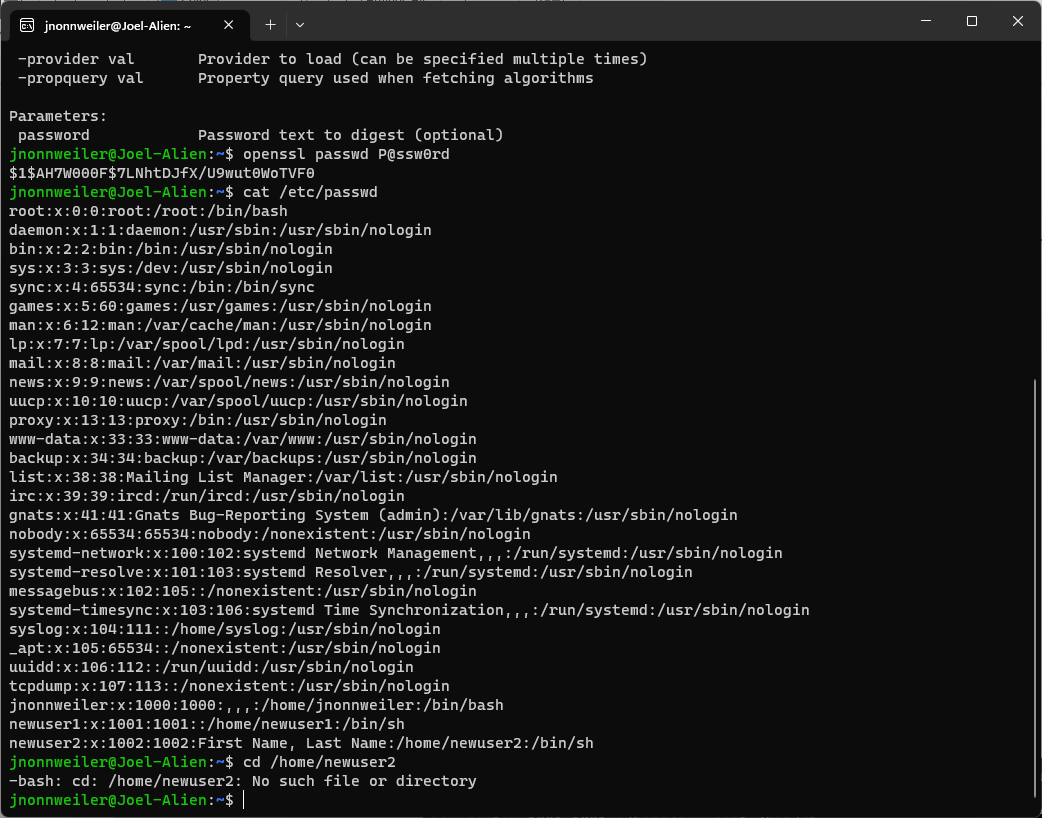 jnonnweiler@Joel-Alien: ~
-provider val       Provider to load (can be specified multiple times)
-propquery val      Property query used when fetching algorithms
Parameters:
password            Password text to digest (optional)
jnonnweiler@Joel-Alien:~$ openssl passwd P@ssw0rd
$1$AH7W000F$7LNhtDJfX/U9wut0WoTVF0
jnonnweiler@Joel-Alien:~$ cat /etc/passwd
root:x:0:0:root:/root:/bin/bash
daemon:x:1:1:daemon:/usr/sbin:/usr/sbin/nologin
bin:x:2:2:bin:/bin:/usr/sbin/nologin
sys:x:3:3:sys:/dev:/usr/sbin/nologin
sync:x:4:65534:sync:/bin:/bin/sync
games:x:5:60:games:/usr/games:/usr/sbin/nologin
man:x:6:12:man:/var/cache/man:/usr/sbin/nologin
lp:x:7:7:lp:/var/spool/lpd:/usr/sbin/nologin
mail:x:8:8:mail:/var/mail:/usr/sbin/nologin
news:x:9:9:news:/var/spool/news:/usr/sbin/nologin
uucp:x:10:10:uucp:/var/spool/uucp:/usr/sbin/nologin
proxy:x:13:13:proxy:/bin:/usr/sbin/nologin
www-data:x:33:33:www-data:/var/www:/usr/sbin/nologin
backup:x:34:34:backup:/var/backups:/usr/sbin/nologin
list:x:38:38:Mailing List Manager:/var/list:/usr/sbin/nologin
irc:x:39:39:ircd:/run/ircd:/usr/sbin/nologin
gnats:x:41:41:Gnats Bug-Reporting System (admin):/var/lib/gnats:/usr/sbin/nologin
nobody:x:65534:65534:nobody:/nonexistent:/usr/sbin/nologin
systemd-network:x:100:102:systemd Network Management,,,:/run/systemd:/usr/sbin/nologin
systemd-resolve:x:101:103:systemd Resolver,,,:/run/systemd:/usr/sbin/nologin
messagebus:x:102:105::/nonexistent:/usr/sbin/nologin
systemd-timesync:x:103:106:systemd Time Synchronization,,,:/run/systemd:/usr/sbin/nologin
syslog:x:104:111::/home/syslog:/usr/sbin/nologin
_apt:x:105:65534::/nonexistent:/usr/sbin/nologin
uuidd:x:106:112::/run/uuidd:/usr/sbin/nologin
tcpdump:x:107:113::/nonexistent:/usr/sbin/nologin
jnonnweiler:x:1000:1000:,,,:/home/jnonnweiler:/bin/bash
newuser1:x:1001:1001::/home/newuser1:/bin/sh
newuser2:x:1002:1002:First Name, Last Name:/home/newuser2:/bin/sh
jnonnweiler@Joel-Alien:~$ cd /home/newuser2
-bash: cd: /home/newuser2: No such file or directory
jnonnweiler@Joel-Alien:~$